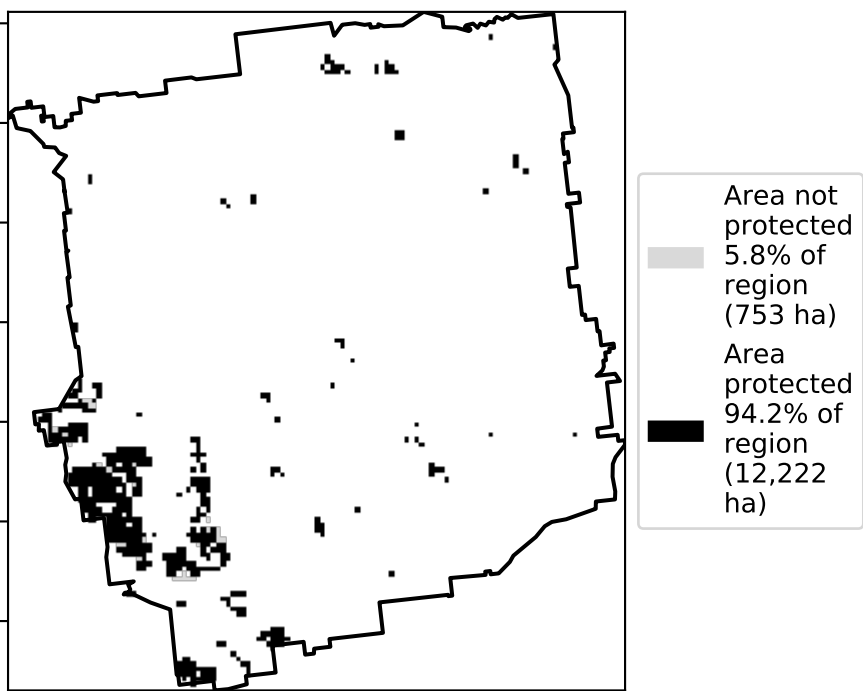 Area not
protected
5.8% of
region
(753 ha)
Area
protected
94.2% of
region
(12,222
ha)